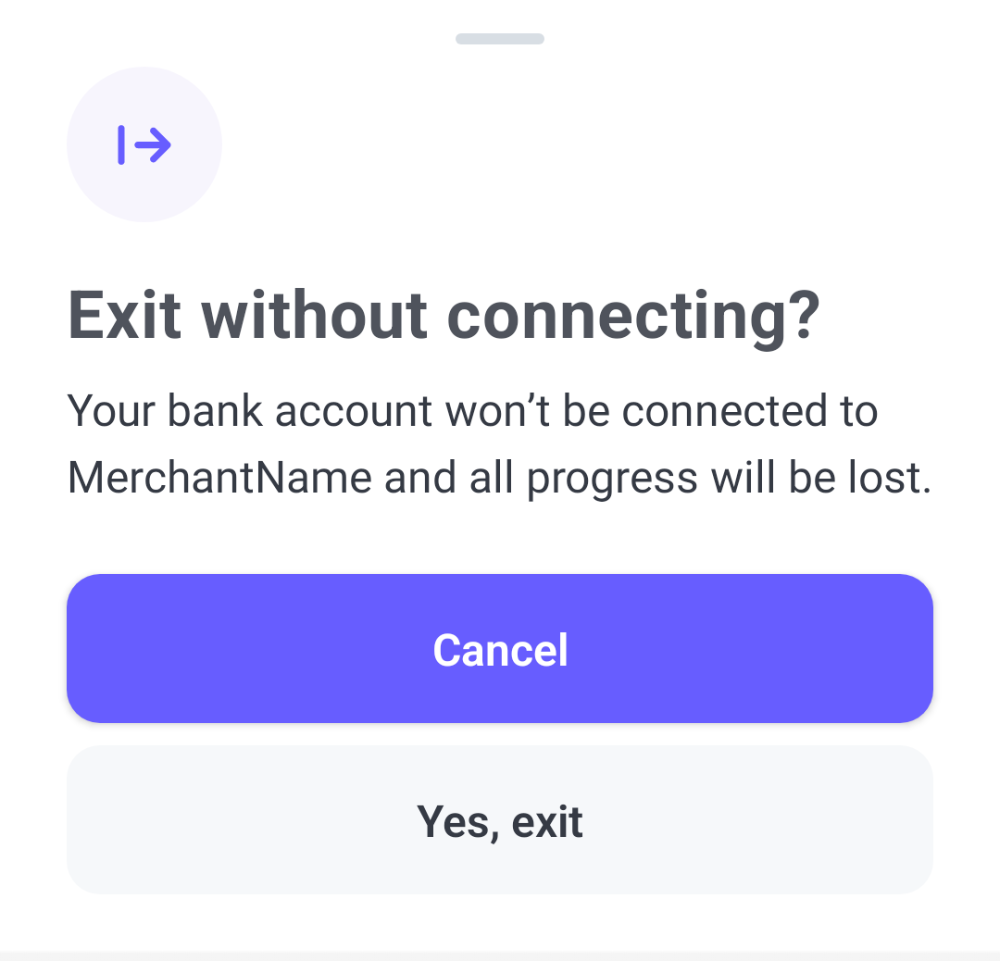 Exit without connecting?
Your bank account won’t be connected to
MerchantName and all progress will be lost.
Cancel
Yes, exit